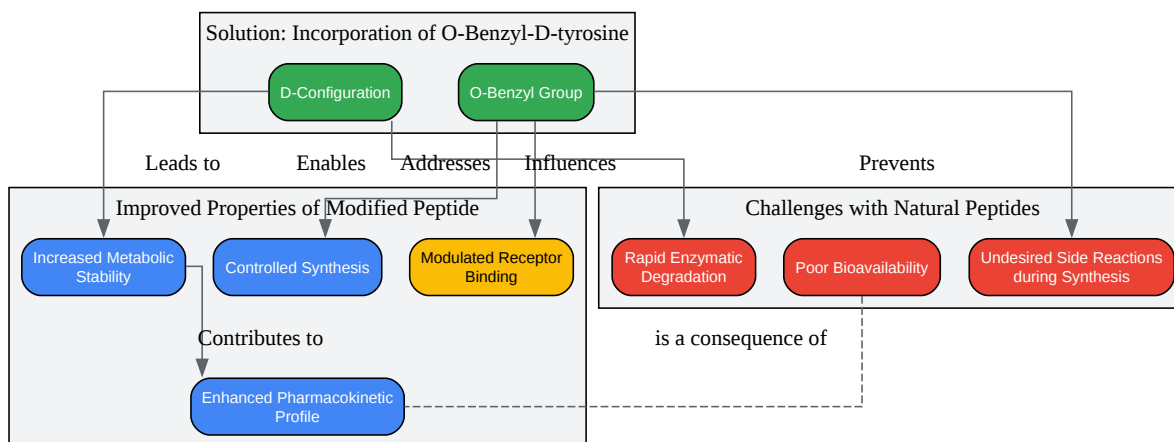 Solution: Incorporation of O-Benzyl-D-tyrosine
D-Configuration
O-Benzyl Group
Leads to
Enables
Addresses
Influences
Prevents
Improved Properties of Modified Peptide
Challenges with Natural Peptides
Increased Metabolic
Stability
Controlled Synthesis
Modulated Receptor
Binding
Rapid Enzymatic
Degradation
Poor Bioavailability
Undesired Side Reactions
during Synthesis
Contributes to
is a consequence of
Enhanced Pharmacokinetic
Profile